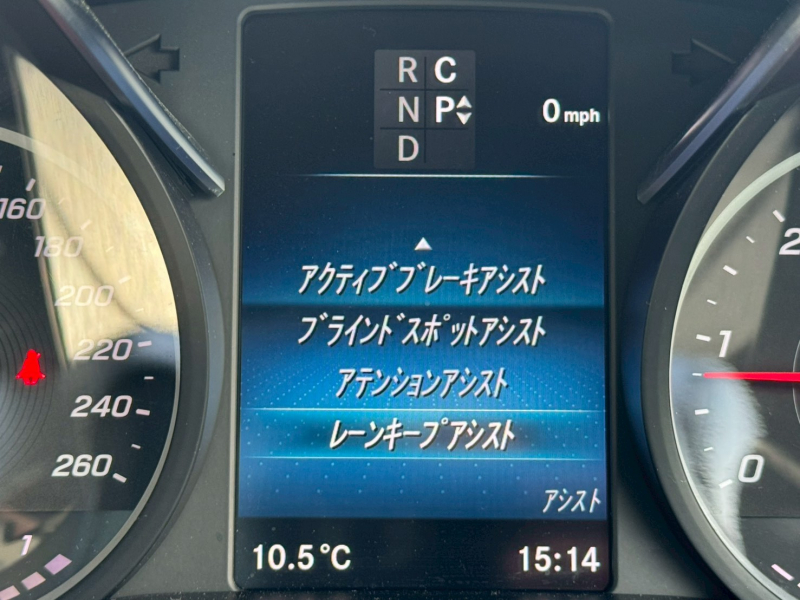 R C
N P
0 mph
D
アクティブブレーキアシスト
ブラインドスポットアシスト
アテンションアシスト
レーンキープアシスト
アシスト
10.5°C
15:14
160
180
200
220
240
260
1
2
1
0